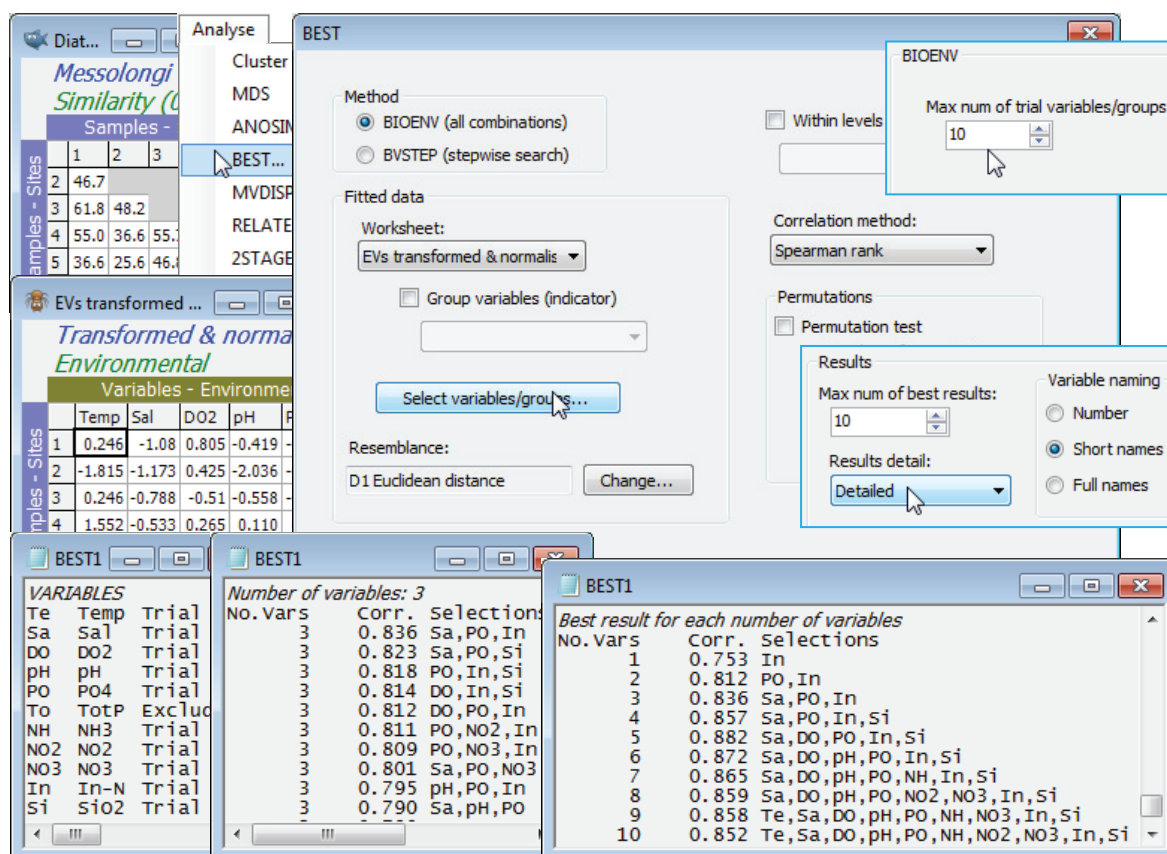 Diat...
Messolongi
Similarity (
Samples -
1 2 3
2 46.7
3 61.8 48.2
4 55.0 36.6 55.
5 36.6 25.6 46.
Samples - Sites
Analyse
Cluster
MDS
ANOSIM
BEST...
MVDISP
RELATE
2STAGE
EVs transformed ...
Transformed & norma
Environmental
Variables - Environme
Temp Sal DO2 pH
1 0.246 -1.08 0.805 -0.419 -
2 -1.815 -1.173 0.425 -2.036 -
3 0.246 -0.788 -0.51 -0.558 -
4 1.552 -0.533 0.265 0.110
mples - Sites
BEST
Method
BIOENV (all combinations)
BVSTEP (stepwise search)
Fitted data
Worksheet:
EVs transformed & normalis
Group variables (indicator)
Select variables/groups...
Resemblance:
D1 Euclidean distance
Change...
Within levels
BIOENV
Max num of trial variables/groups
10
Correlation method:
Spearman rank
Permutations
Permutation test
Results
Max num of best results:
10
Results detail:
Detailed
Variable naming
Number
Short names
Full names
BEST1
VARIABLES
Te Temp Trial
Sa Sal Trial
DO DO2 Trial
pH pH Trial
PO PO4 Trial
To TotP Exclud
NH NH3 Trial
NO2 NO2 Trial
NO3 NO3 Trial
In In-N Trial
Si SiO2 Trial
BEST1
Number of variables: 3
No.Vars Corr. Selections
3 0.836 Sa,PO,In
3 0.823 Sa,PO,Si
3 0.818 PO,In,Si
3 0.814 DO,In,Si
3 0.812 DO,PO,In
3 0.811 PO,NO2,In
3 0.809 PO,NO3,In
3 0.801 Sa,PO,NO3
3 0.795 pH,PO,In
3 0.790 Sa,pH,PO
BEST1
Best result for each number of variables
No.Vars Corr. Selections
1 0.753 In
2 0.812 PO,In
3 0.836 Sa,PO,In
4 0.857 Sa,PO,In,Si
5 0.882 Sa,DO,PO,In,Si
6 0.872 Sa,DO,pH,PO,In,Si
7 0.865 Sa,DO,pH,PO,NH,In,Si
8 0.859 Sa,DO,pH,PO,NO2,NO3,In,Si
9 0.858 Te,Sa,DO,pH,PO,NH,NO3,In,Si
10 0.852 Te,Sa,DO,pH,PO,NH,NO2,NO3,In,Si